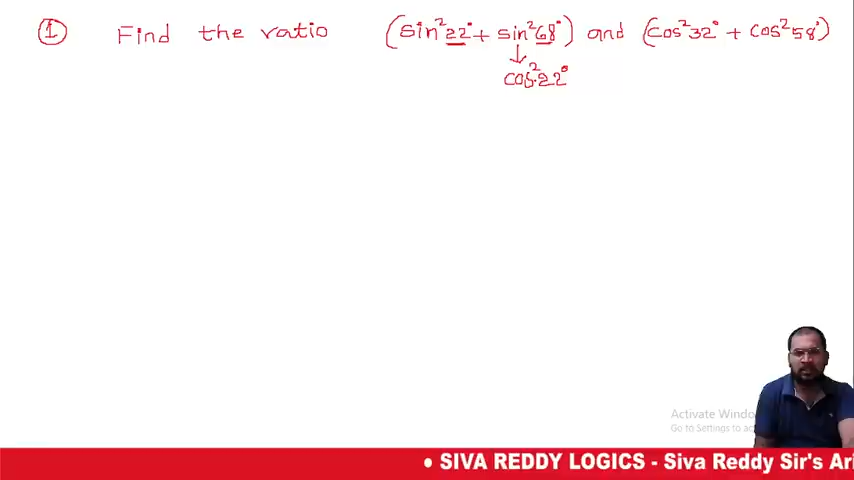 ① Find the ratio (sin²22° + sin²68°) and (cos²32° + cos²58°)
cos²22°
Activate Windo
Go to Settings to ac
• SIVA REDDY LOGICS - Siva Reddy Sir's Ari